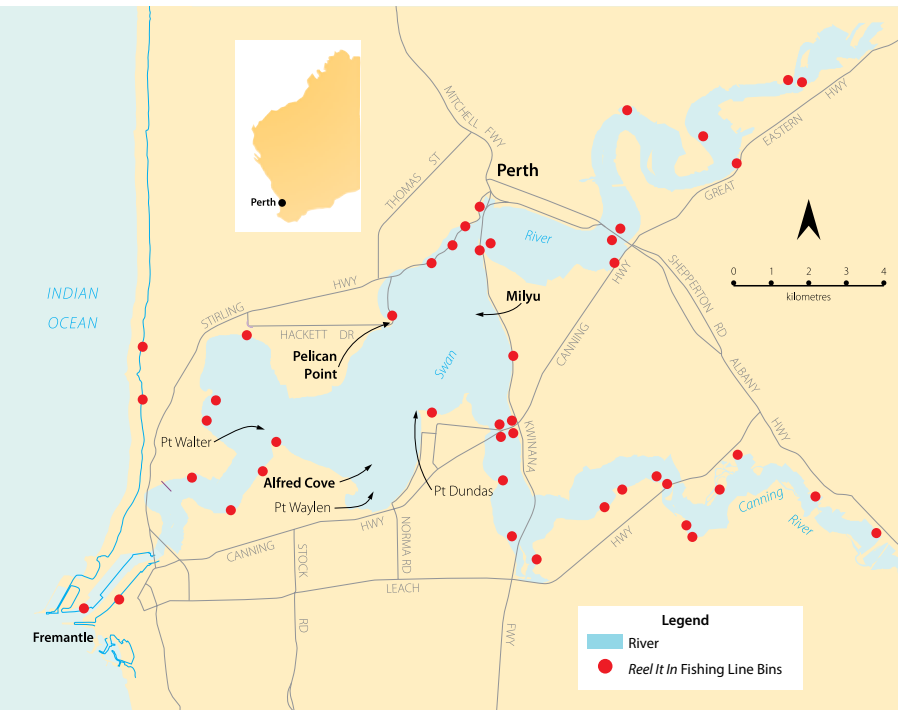 MITCHELL FWY
EASTERN HWY
GREAT
THOMAS ST
Perth
Perth
River
0 1 2 3 4
kilometres
SHEPPERTON RD
INDIAN
OCEAN
HWY
STIRLING
HWY
Milyu
HACKETT DR
CANNING
Pelican
Point
Swan
ALBANY
HWY
Pt Walter
KWINANA
Alfred Cove
Pt Dundas
Pt Waylen
Canning
River
HWY
CANNING
NORMA RD
HWY
STOCK
RD
LEACH
FWY
Fremantle
Legend
River
Reel It In Fishing Line Bins